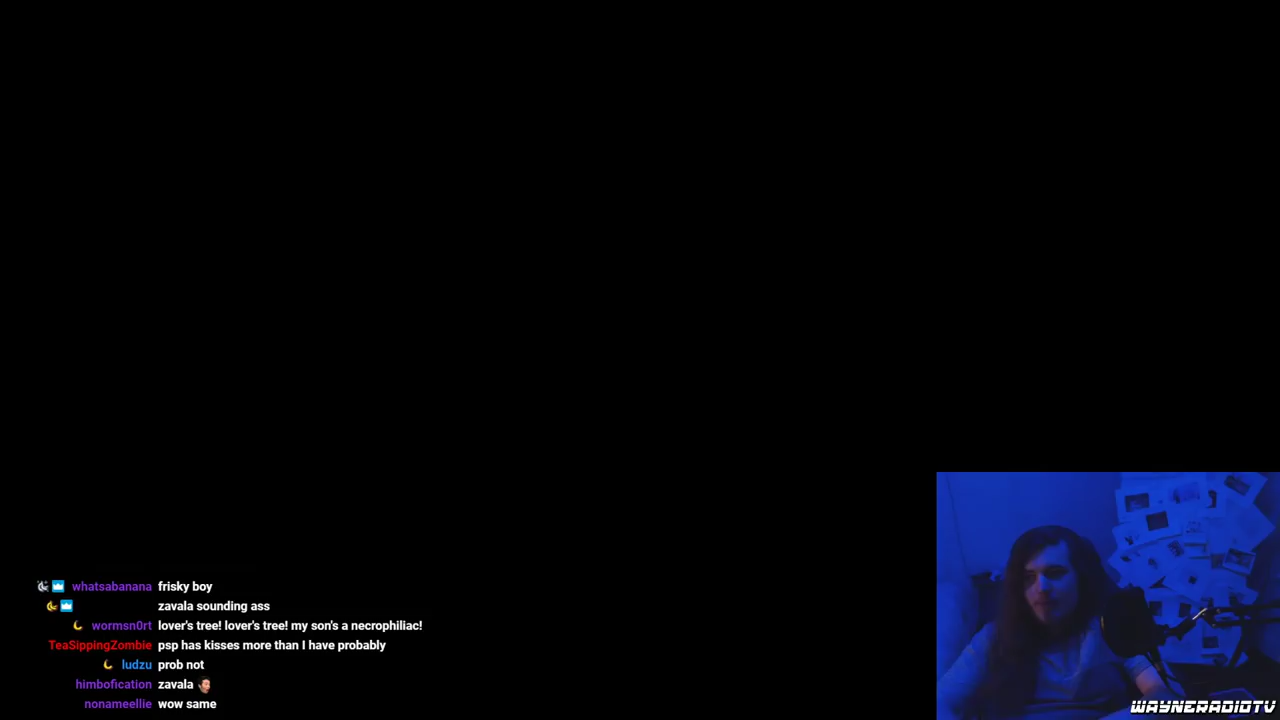 whatsabanana frisky boy
zavala sounding ass
wormsn0rt lover's tree! lover's tree! my son's a necrophiliac!
TeaSippingZombie psp has kisses more than I have probably
ludzu prob not
himbofication zavala
nonameellie wow same
WAYNERADIOTV